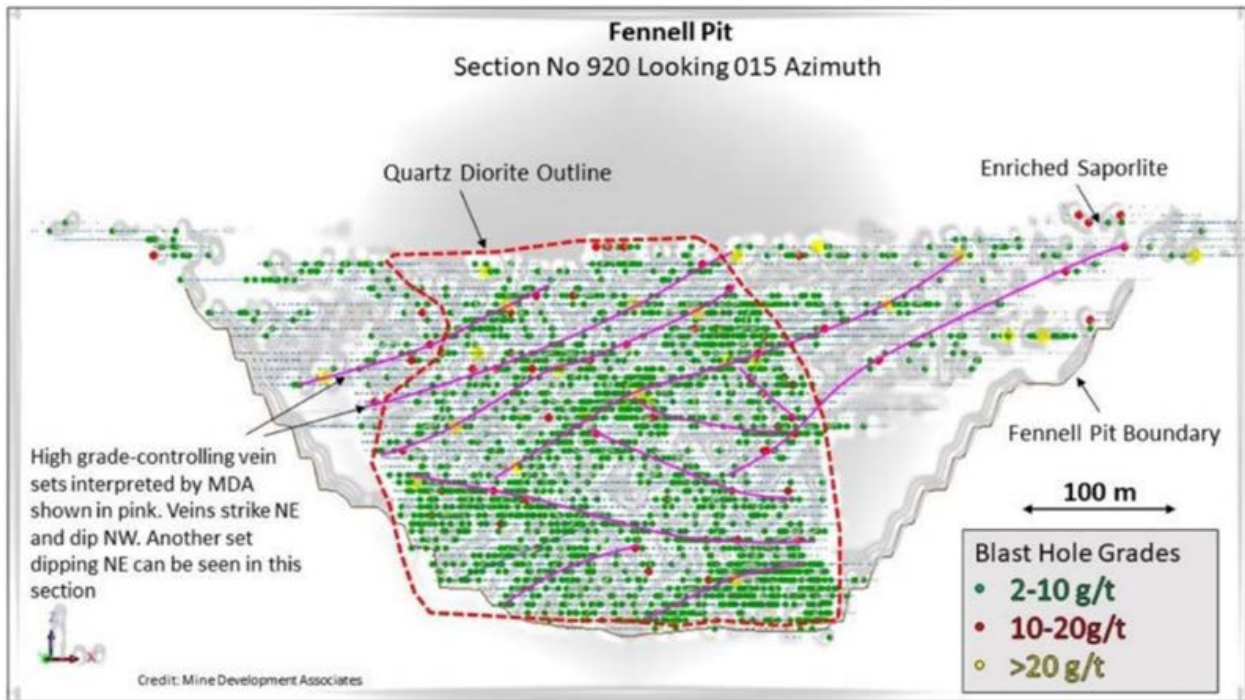 Fennell Pit
Section No 920 Looking 015 Azimuth
Quartz Diorite Outline
Enriched Saporlite
High grade-controlling vein
sets interpreted by MDA
shown in pink. Veins strike NE
and dip NW. Another set
dipping NE can be seen in this
section
Fennell Pit Boundary
100 m
Blast Hole Grades
2-10 g/t
10-20g/t
>20 g/t
X
Credit: Mine Development Associates